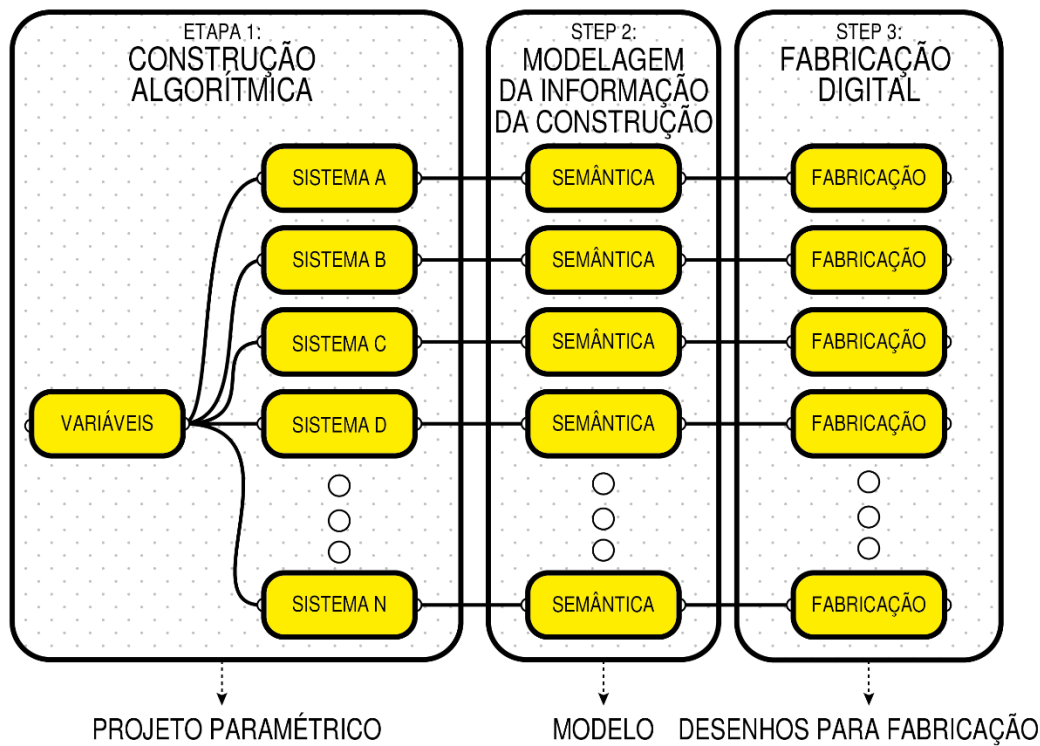 ETAPA 1:
CONSTRUÇÃO
ALGORÍTMICA
STEP 2:
MODELAGEM
DA INFORMAÇÃO
DA CONSTRUÇÃO
STEP 3:
FABRICAÇÃO
DIGITAL
SISTEMA A
SEMÂNTICA
FABRICAÇÃO
SISTEMA B
SEMÂNTICA
FABRICAÇÃO
SISTEMA C
SEMÂNTICA
FABRICAÇÃO
VARIÁVEIS
SISTEMA D
SEMÂNTICA
FABRICAÇÃO
SISTEMA N
SEMÂNTICA
FABRICAÇÃO
PROJETO PARAMÉTRICO
MODELO
DESENHOS PARA FABRICAÇÃO